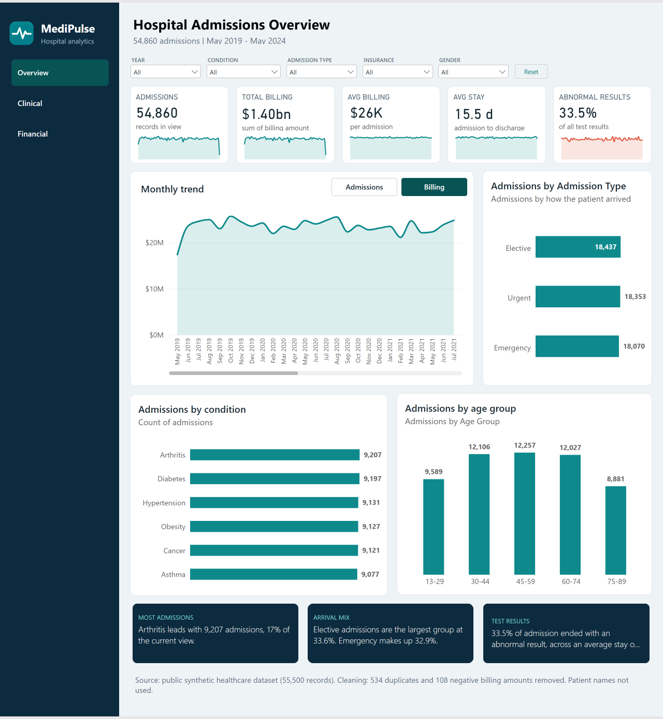 MediPulse
Hospital analytics
Overview
Clinical
Financial
Hospital Admissions Overview
54,860 admissions | May 2019 - May 2024
YEAR
CONDITION
ADMISSION TYPE
INSURANCE
GENDER
All
All
All
All
All
Reset
ADMISSIONS
54,860
records in view
TOTAL BILLING
$1.40bn
sum of billing amount
AVG BILLING
$26K
per admission
AVG STAY
15.5 d
admission to discharge
ABNORMAL RESULTS
33.5%
of all test results
Monthly trend
Admissions
Billing
$20M
$10M
$0M
May 2019
Jun 2019
Jul 2019
Aug 2019
Sep 2019
Oct 2019
Nov 2019
Dec 2019
Jan 2020
Feb 2020
Mar 2020
Apr 2020
May 2020
Jun 2020
Jul 2020
Aug 2020
Sep 2020
Oct 2020
Nov 2020
Dec 2020
Jan 2021
Feb 2021
Mar 2021
Apr 2021
May 2021
Jun 2021
Jul 2021
Admissions by Admission Type
Admissions by how the patient arrived
Elective
18,437
Urgent
18,353
Emergency
18,070
Admissions by condition
Count of admissions
Arthritis
9,207
Diabetes
9,197
Hypertension
9,131
Obesity
9,127
Cancer
9,121
Asthma
9,077
Admissions by age group
Admissions by Age Group
9,589
12,106
12,257
12,027
8,881
13-29
30-44
45-59
60-74
75-89
MOST ADMISSIONS
Arthritis leads with 9,207 admissions, 17% of
the current view.
ARRIVAL MIX
Elective admissions are the largest group at
33.6%. Emergency makes up 32.9%.
TEST RESULTS
33.5% of admission ended with an
abnormal result, across an average stay o...
Source: public synthetic healthcare dataset (55,500 records). Cleaning: 534 duplicates and 108 negative billing amounts removed. Patient names not
used.